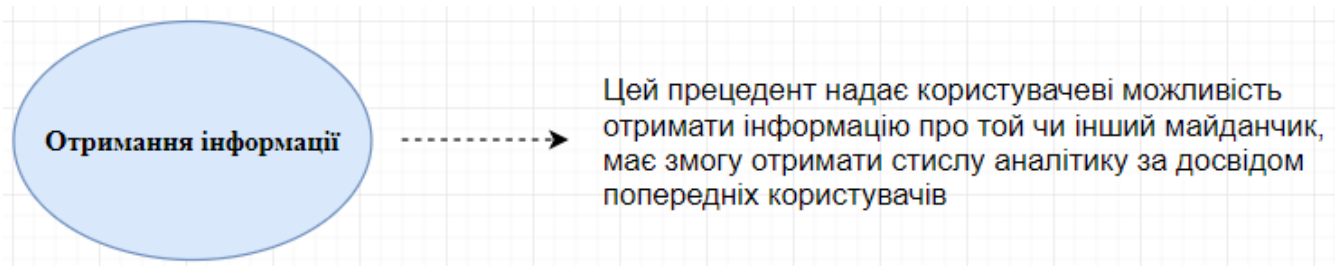 Отримання інформації
Цей прецедент надає користувачеві можливість
отримати інформацію про той чи інший майданчик,
має змогу отримати стислу аналітику за досвідом
попередніх користувачів